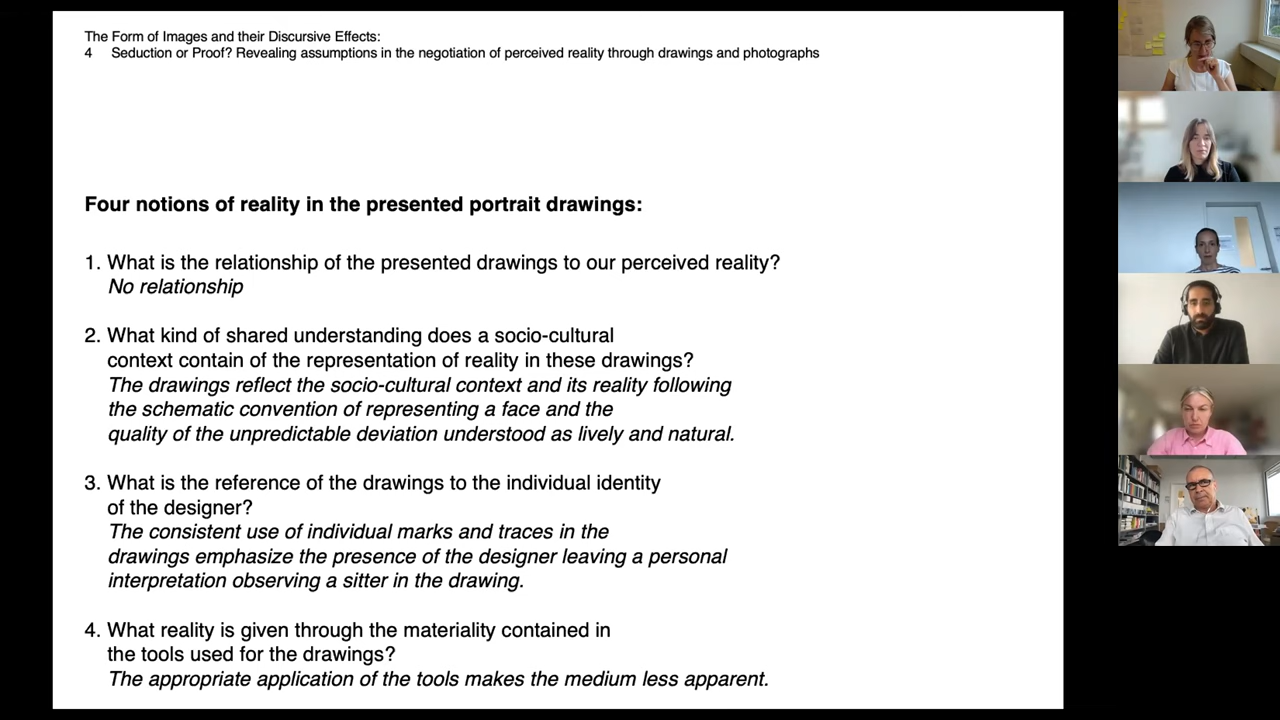 The Form of Images and their Discursive Effects:
4 Seduction or Proof? Revealing assumptions in the negotiation of perceived reality through drawings and photographs
Four notions of reality in the presented portrait drawings:
1. What is the relationship of the presented drawings to our perceived reality?
No relationship
2. What kind of shared understanding does a socio-cultural
context contain of the representation of reality in these drawings?
The drawings reflect the socio-cultural context and its reality following
the schematic convention of representing a face and the
quality of the unpredictable deviation understood as lively and natural.
3. What is the reference of the drawings to the individual identity
of the designer?
The consistent use of individual marks and traces in the
drawings emphasize the presence of the designer leaving a personal
interpretation observing a sitter in the drawing.
4. What reality is given through the materiality contained in
the tools used for the drawings?
The appropriate application of the tools makes the medium less apparent.